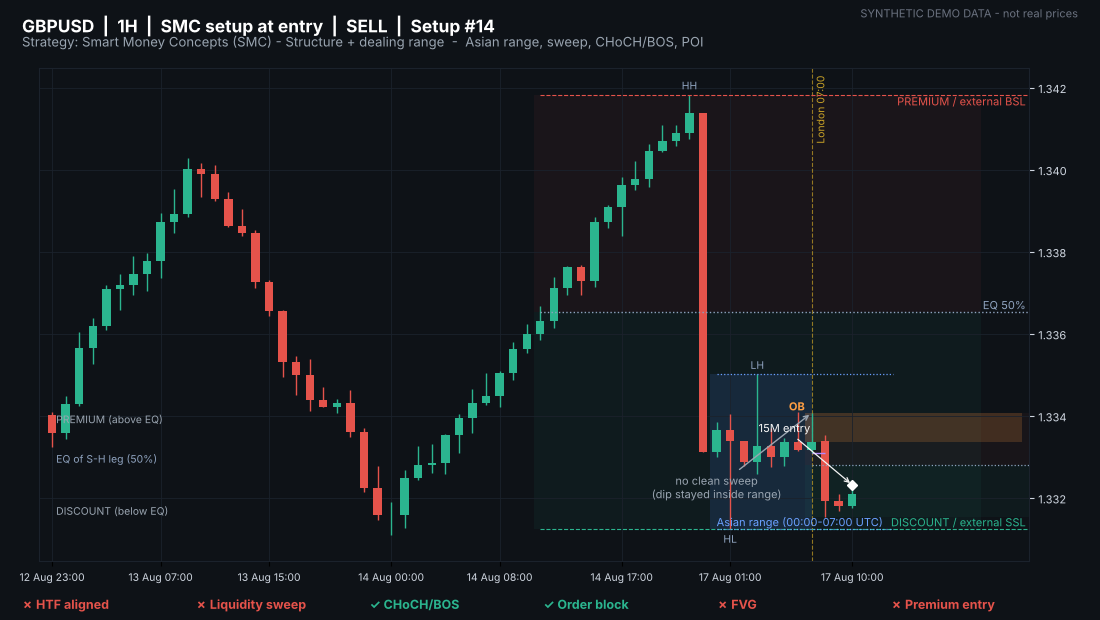 SYNTHETIC DEMO DATA - not real prices
GBPUSD | 1H | SMC setup at entry | SELL | Setup #14
Strategy: Smart Money Concepts (SMC) - Structure + dealing range - Asian range, sweep, CHoCH/BOS, POI
HH
London 07:00
1.342
PREMIUM / external BSL
1.340
1.338
EQ 50%
1.336
LH
OB
1.334
PREMIUM (above EQ)
15M entry
EQ of S-H leg (50%)
no clean sweep
(dip stayed inside range)
1.332
DISCOUNT (below EQ)
Asian range (00:00-07:00 UTC)
DISCOUNT / external SSL
HL
12 Aug 23:00
13 Aug 07:00
13 Aug 15:00
14 Aug 00:00
14 Aug 08:00
14 Aug 17:00
17 Aug 01:00
17 Aug 10:00
× HTF aligned
× Liquidity sweep
✓ CHoCH/BOS
✓ Order block
× FVG
× Premium entry